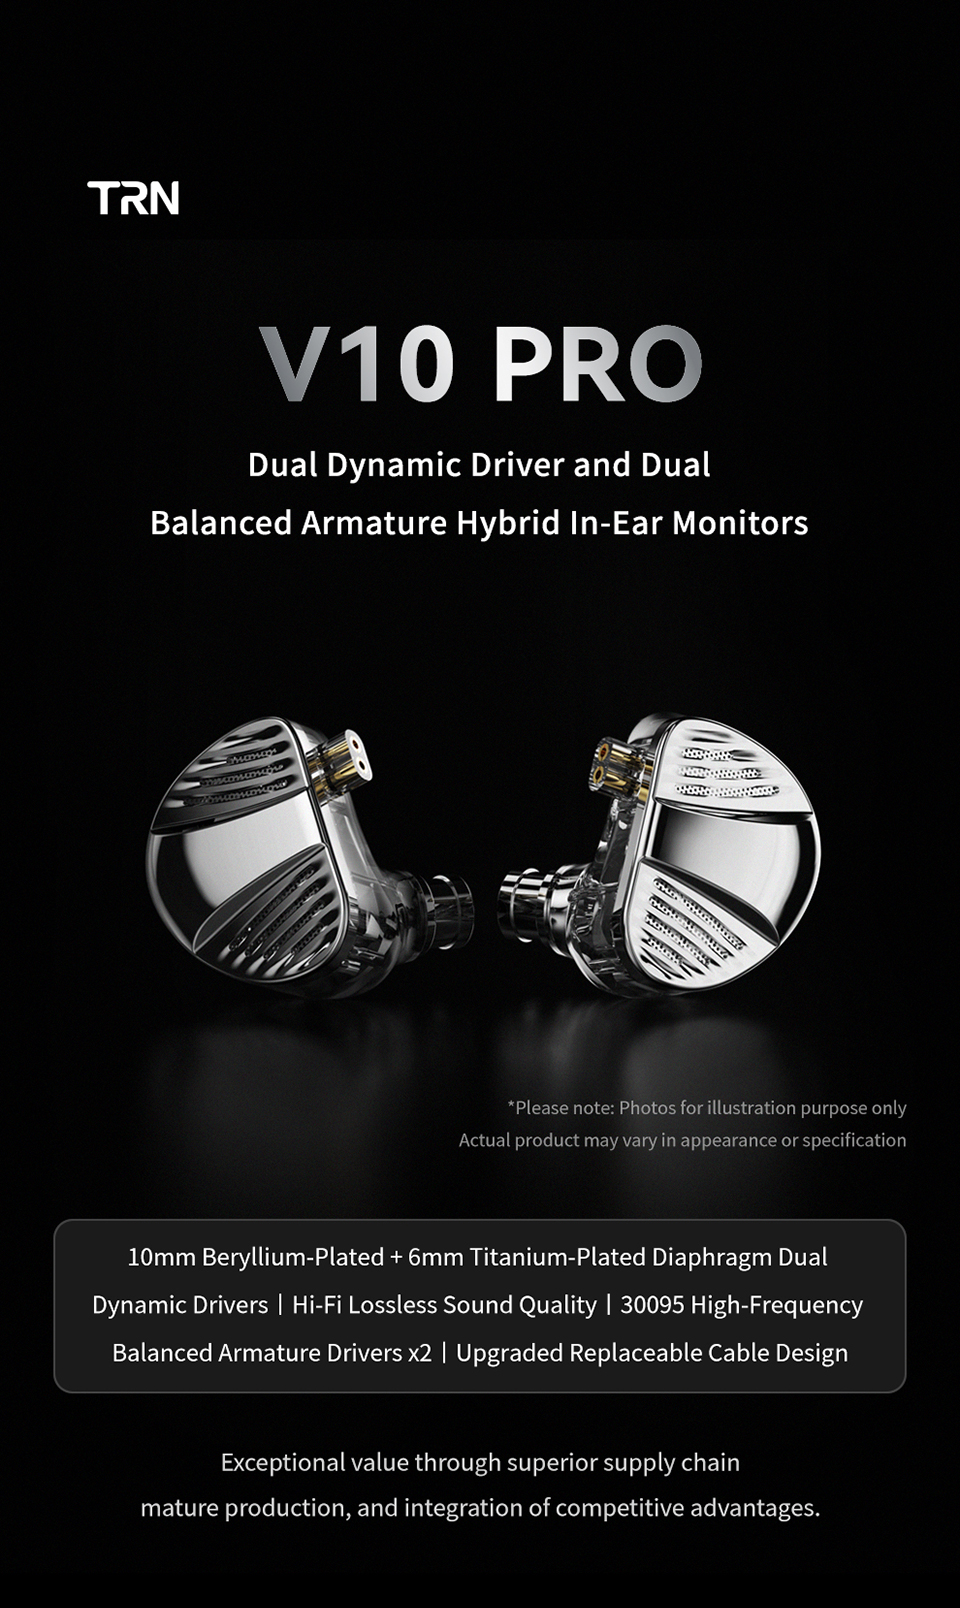 TRN
V10 PRO
Dual Dynamic Driver and Dual
Balanced Armature Hybrid In-Ear Monitors
*Please note: Photos for illustration purpose only
Actual product may vary in appearance or specification
10mm Beryllium-Plated + 6mm Titanium-Plated Diaphragm Dual
Dynamic Drivers | Hi-Fi Lossless Sound Quality | 30095 High-Frequency
Balanced Armature Drivers x2 | Upgraded Replaceable Cable Design
Exceptional value through superior supply chain
mature production, and integration of competitive advantages.